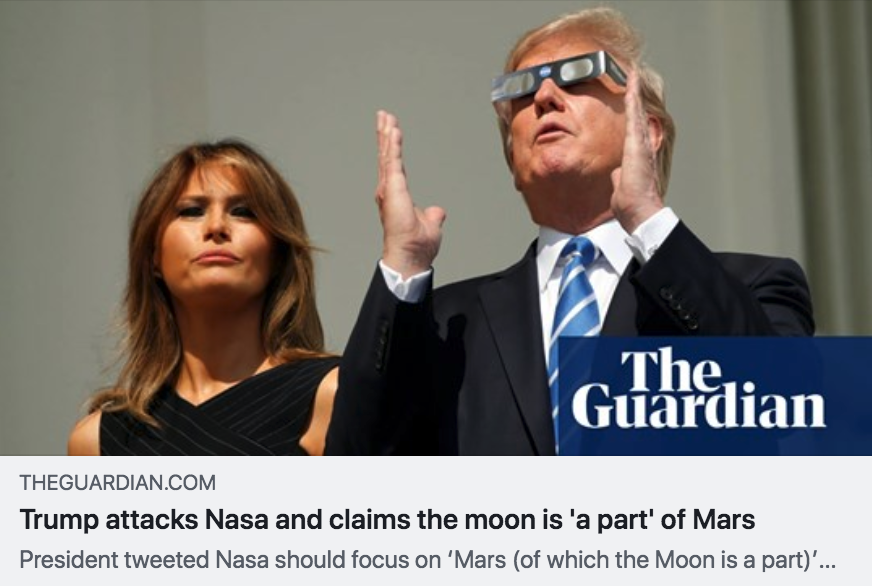 The
Guardian
THEGUARDIAN.COM
Trump attacks Nasa and claims the moon is 'a part' of Mars
President tweeted Nasa should focus on ‘Mars (of which the Moon is a part)’...